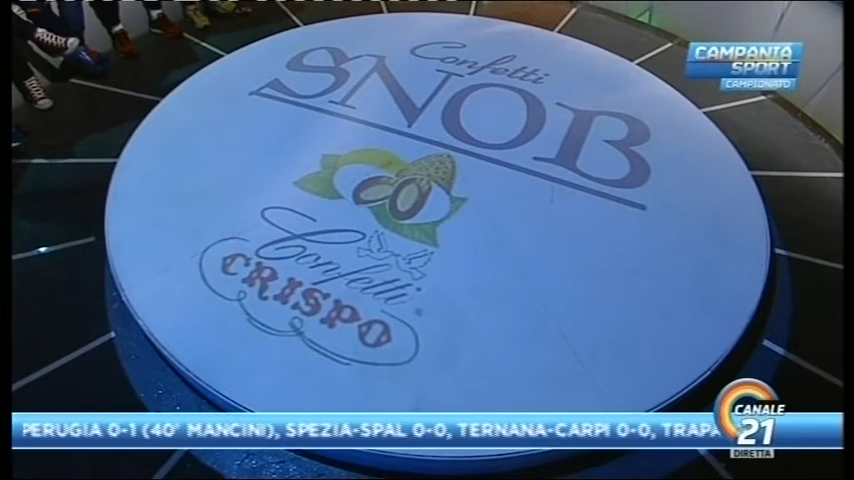 Confetti
SNOB
CAMPANIA
SPORT
CAMPIONATO
Confetti
CRISPO
CANALE
21
DIRETTA
PERUGIA 0-1 (40' MANCINI), SPEZIA-SPAL 0-0, TERNANA-CARPI 0-0, TRAPA